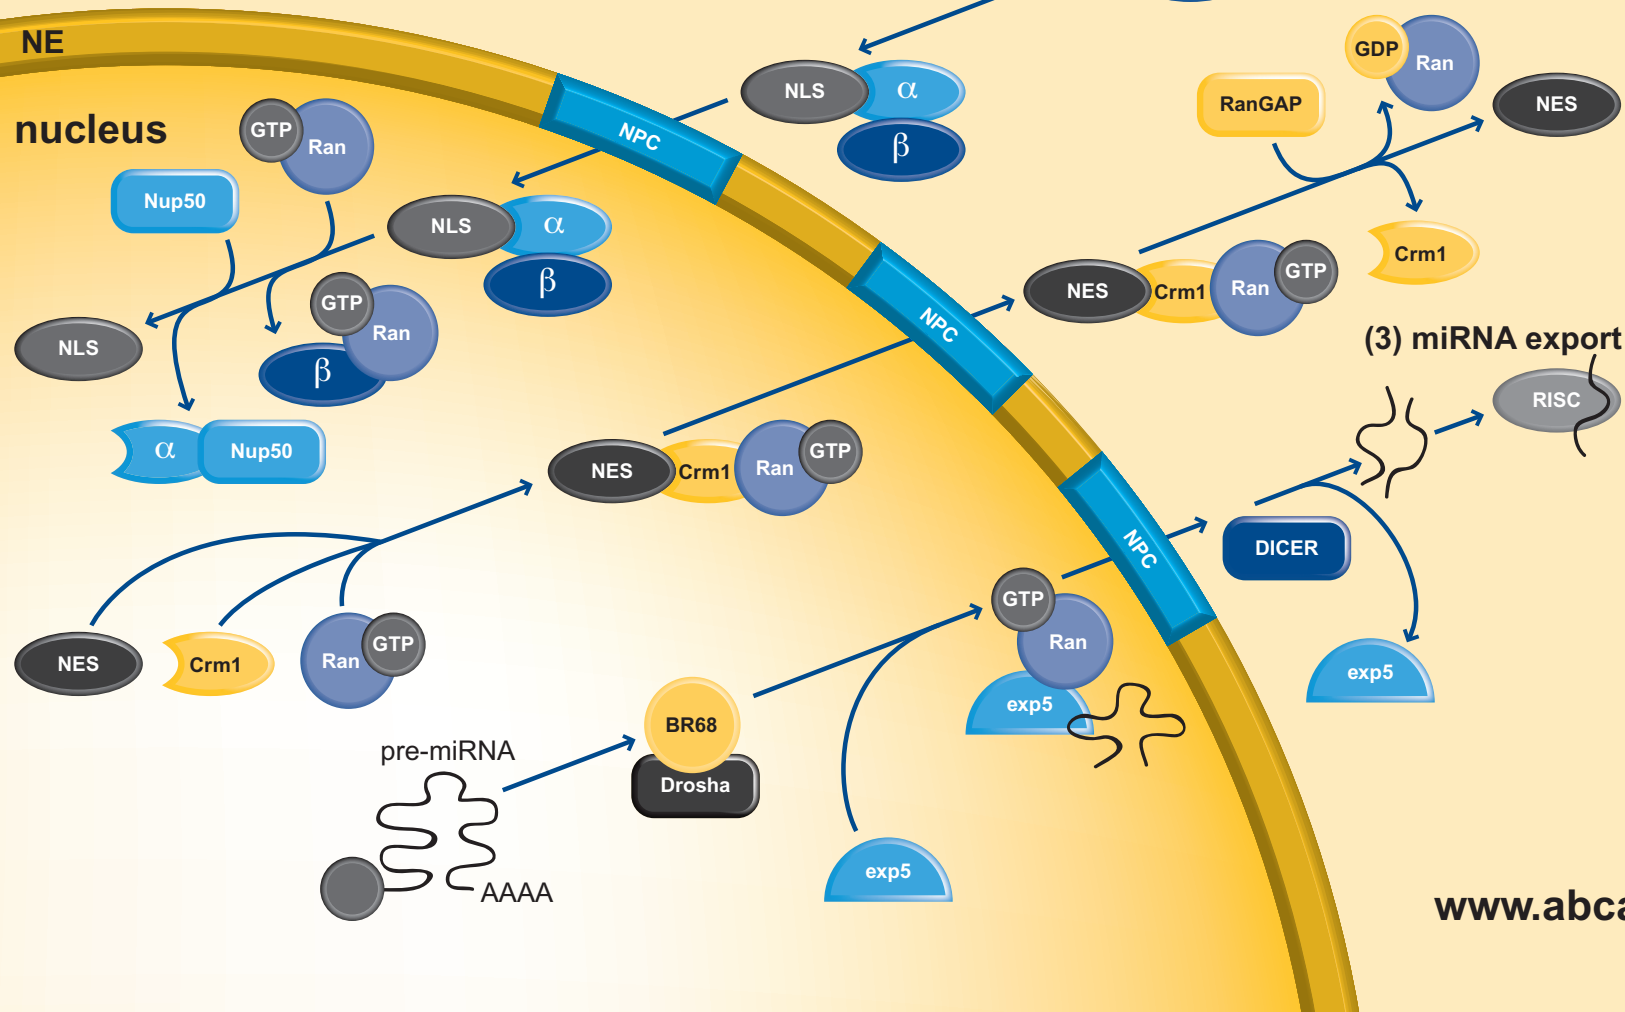 NE
nucleus
GTP
Ran
Nup50
NLS
α
β
NPC
NLS
α
β
GTP
Ran
β
NLS
α
Nup50
RanGAP
GDP
Ran
NES
Crm1
NES
Crm1
Ran
GTP
NPC
NES
Crm1
Ran
GTP
NES
Crm1
Ran
GTP
(3) miRNA export
RISC
DICER
exp5
NPC
GTP
Ran
exp5
BR68
Drosha
pre-miRNA
AAAA
exp5
www.abca